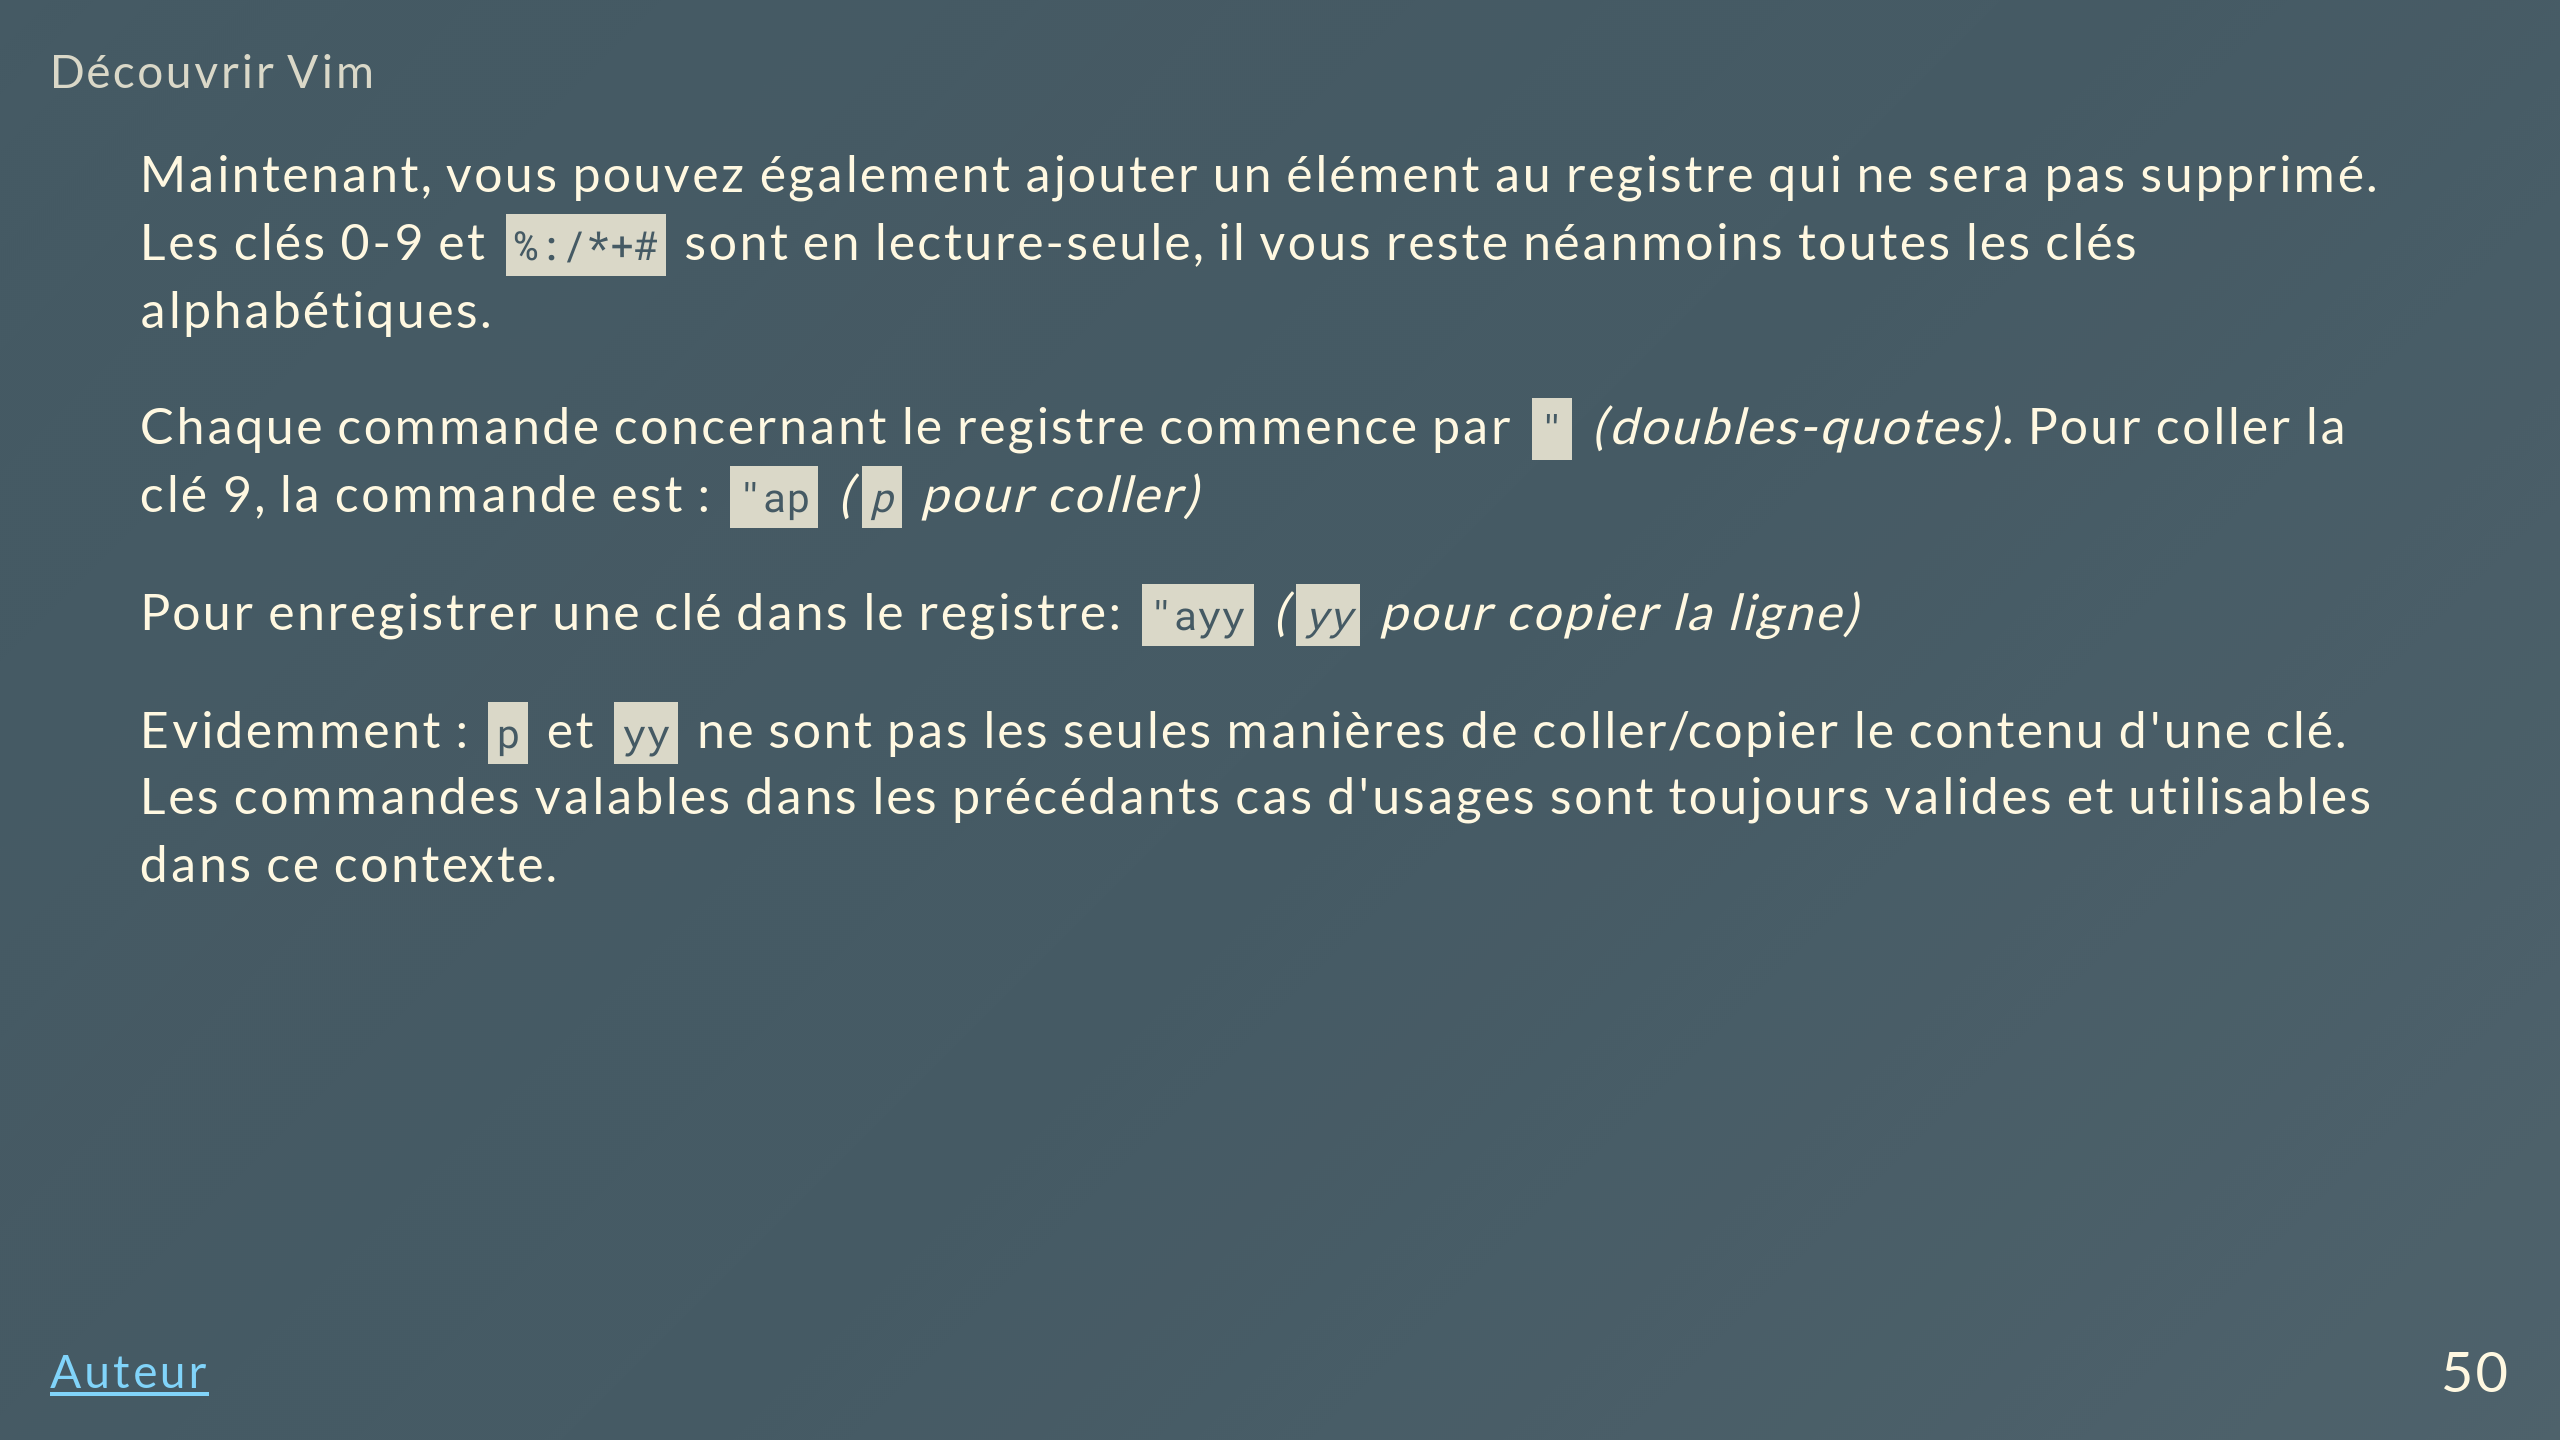 Découvrir Vim
Maintenant, vous pouvez également ajouter un élément au registre qui ne sera pas supprimé.
Les clés 0-9 et %:/*+# sont en lecture-seule, il vous reste néanmoins toutes les clés
alphabétiques.
Chaque commande concernant le registre commence par " (doubles-quotes). Pour coller la
clé 9, la commande est : "ap (p pour coller)
Pour enregistrer une clé dans le registre: "ayy (yy pour copier la ligne)
Evidemment : p et yy ne sont pas les seules manières de coller/copier le contenu d'une clé.
Les commandes valables dans les précédants cas d'usages sont toujours valides et utilisables
dans ce contexte.
Auteur
50